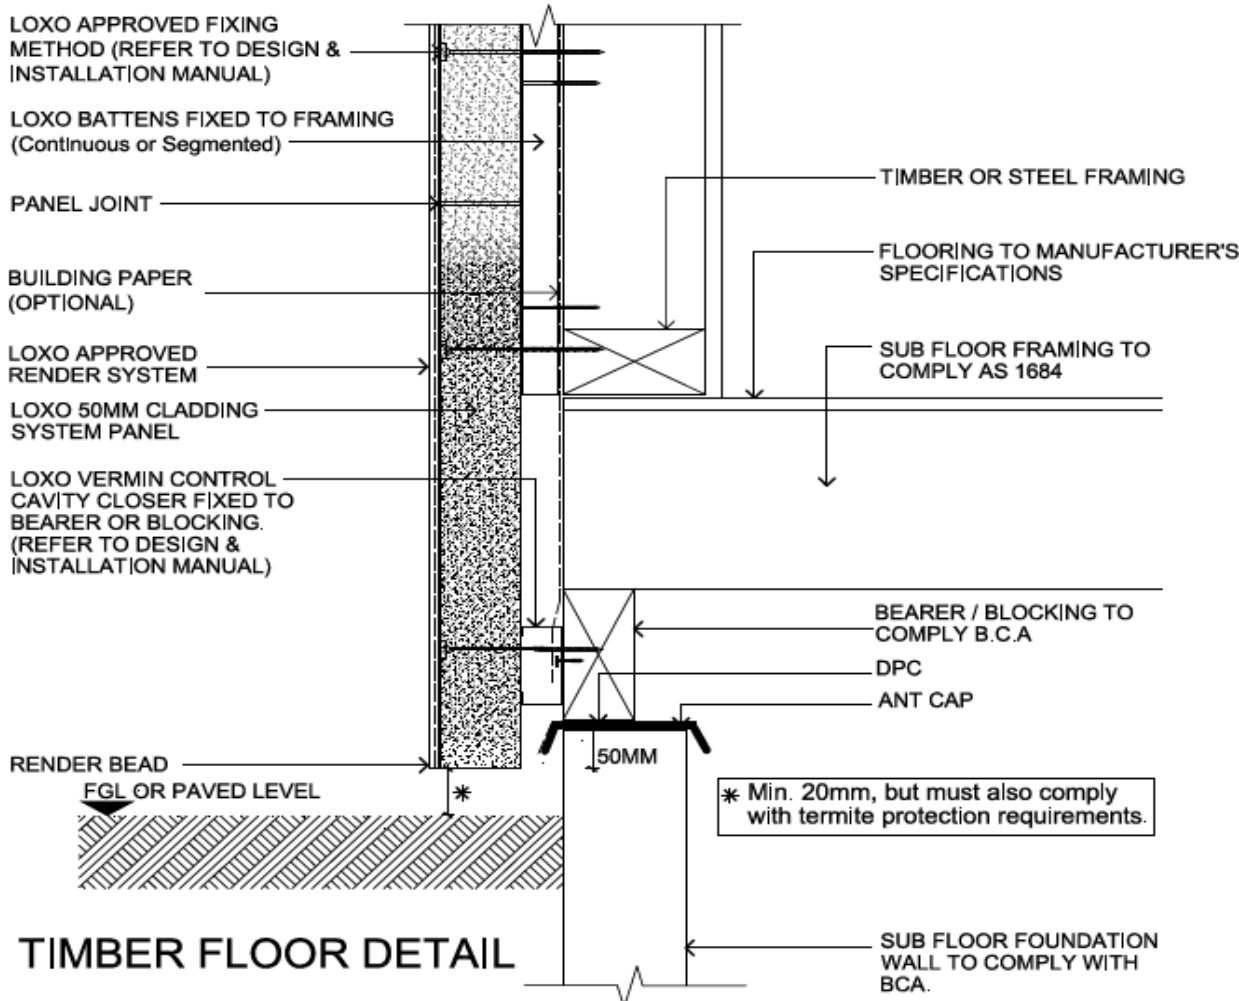 LOXO APPROVED FIXING
METHOD (REFER TO DESIGN &
INSTALLATION MANUAL)
LOXO BATTENS FIXED TO FRAMING
(Continuous or Segmented)
PANEL JOINT
BUILDING PAPER
(OPTIONAL)
LOXO APPROVED
RENDER SYSTEM
LOXO 50MM CLADDING
SYSTEM PANEL
LOXO VERMIN CONTROL
CAVITY CLOSER FIXED TO
BEARER OR BLOCKING.
(REFER TO DESIGN &
INSTALLATION MANUAL)
RENDER BEAD
FGL OR PAVED LEVEL
TIMBER OR STEEL FRAMING
FLOORING TO MANUFACTURER'S
SPECIFICATIONS
SUB FLOOR FRAMING TO
COMPLY AS 1684
BEARER / BLOCKING TO
COMPLY B.C.A
DPC
ANT CAP
50MM
*
* Min. 20mm, but must also comply
with termite protection requirements.
SUB FLOOR FOUNDATION
WALL TO COMPLY WITH
BCA.
TIMBER FLOOR DETAIL